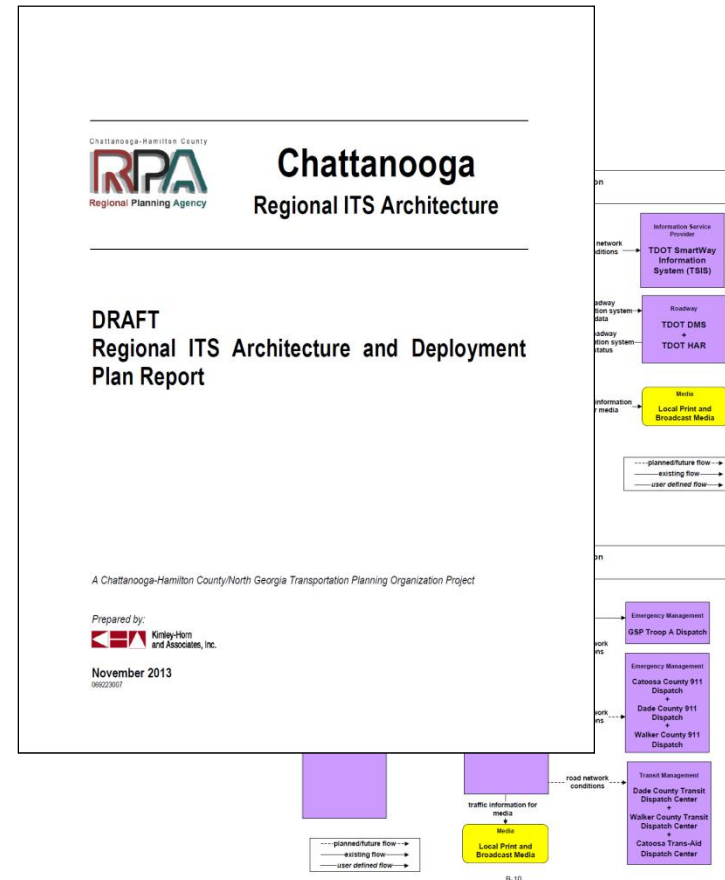 Chattanooga-Hamilton County
RPA
Regional Planning Agency
Chattanooga
Regional ITS Architecture
DRAFT
Regional ITS Architecture and Deployment
Plan Report
A Chattanooga-Hamilton County/North Georgia Transportation Planning Organization Project
Prepared by:
Kimley-Horn
and Associates, Inc.
November 2013
069223007
Information Service
Provider
TDOT SmartWay
Information
System (TSIS)
network
Roadway
TDOT DMS
+
TDOT HAR
data
status
Media
Local Print and
Broadcast Media
planned/future flow
existing flow
user defined flow
Emergency Management
GSP Troop A Dispatch
Emergency Management
Catoosa County 911
Dispatch
+
Dade County 911
Dispatch
+
Walker County 911
Dispatch
road network
conditions
Transit Management
Dade County Transit
Dispatch Center
+
Walker County Transit
Dispatch Center
+
Catoosa Trans-Aid
Dispatch Center
traffic information for
media
Media
Local Print and
Broadcast Media
planned/future flow
existing flow
user defined flow
B-10